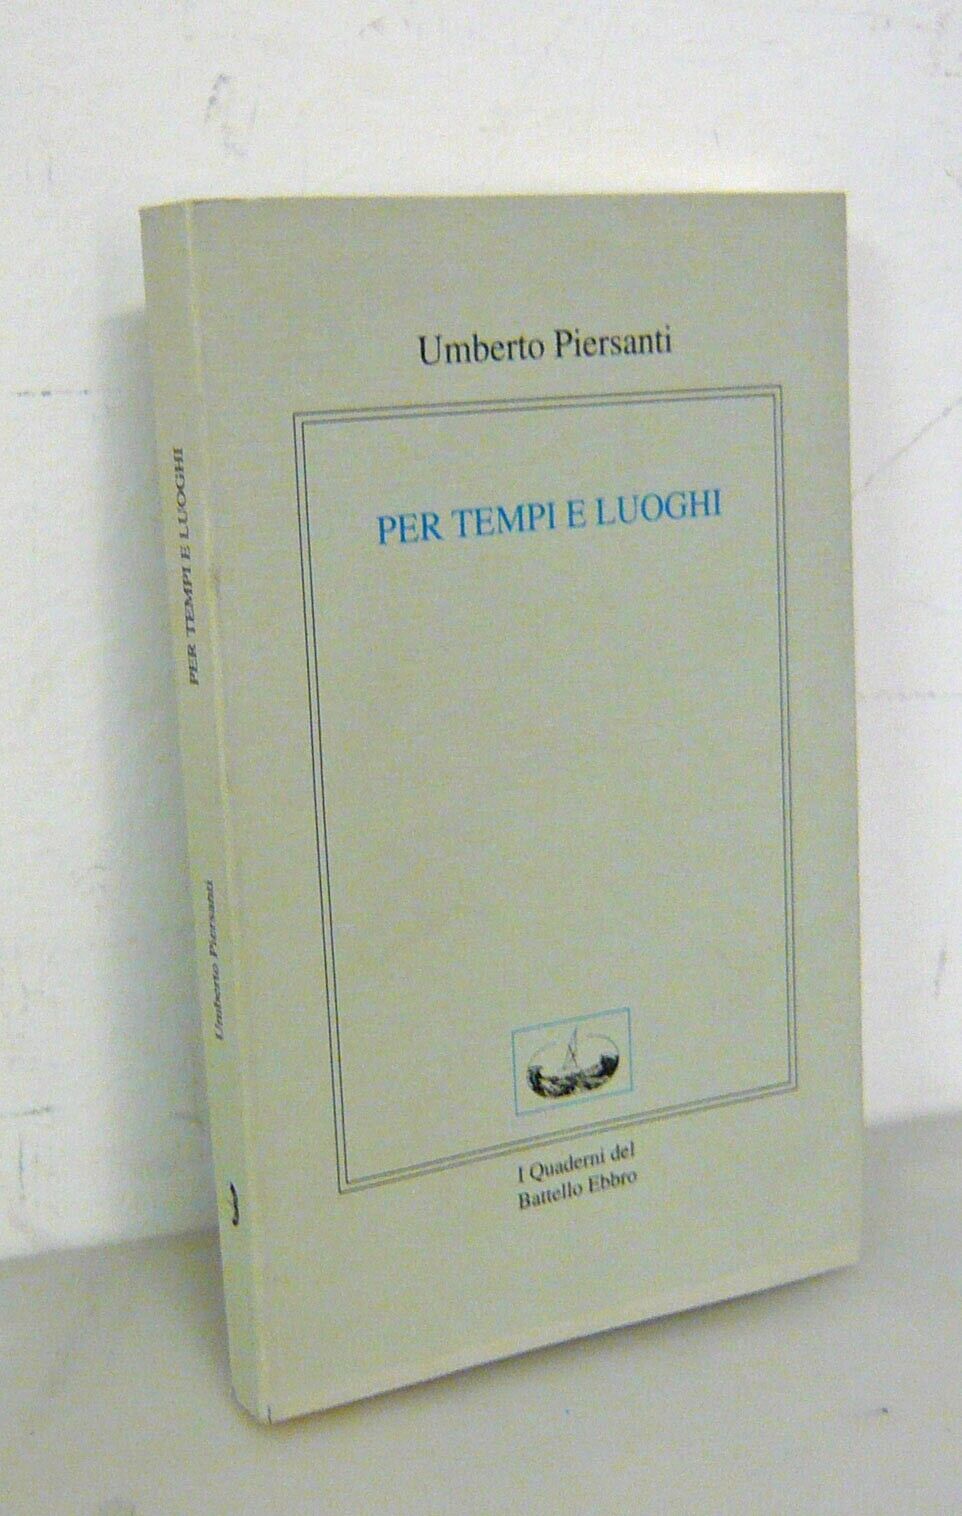 Umberto Piersanti
PER TEMPI E LUOGHI
I Quaderni del
Battello Ebbro
PER TEMPI E LUOGHI
Umberto Piersanti